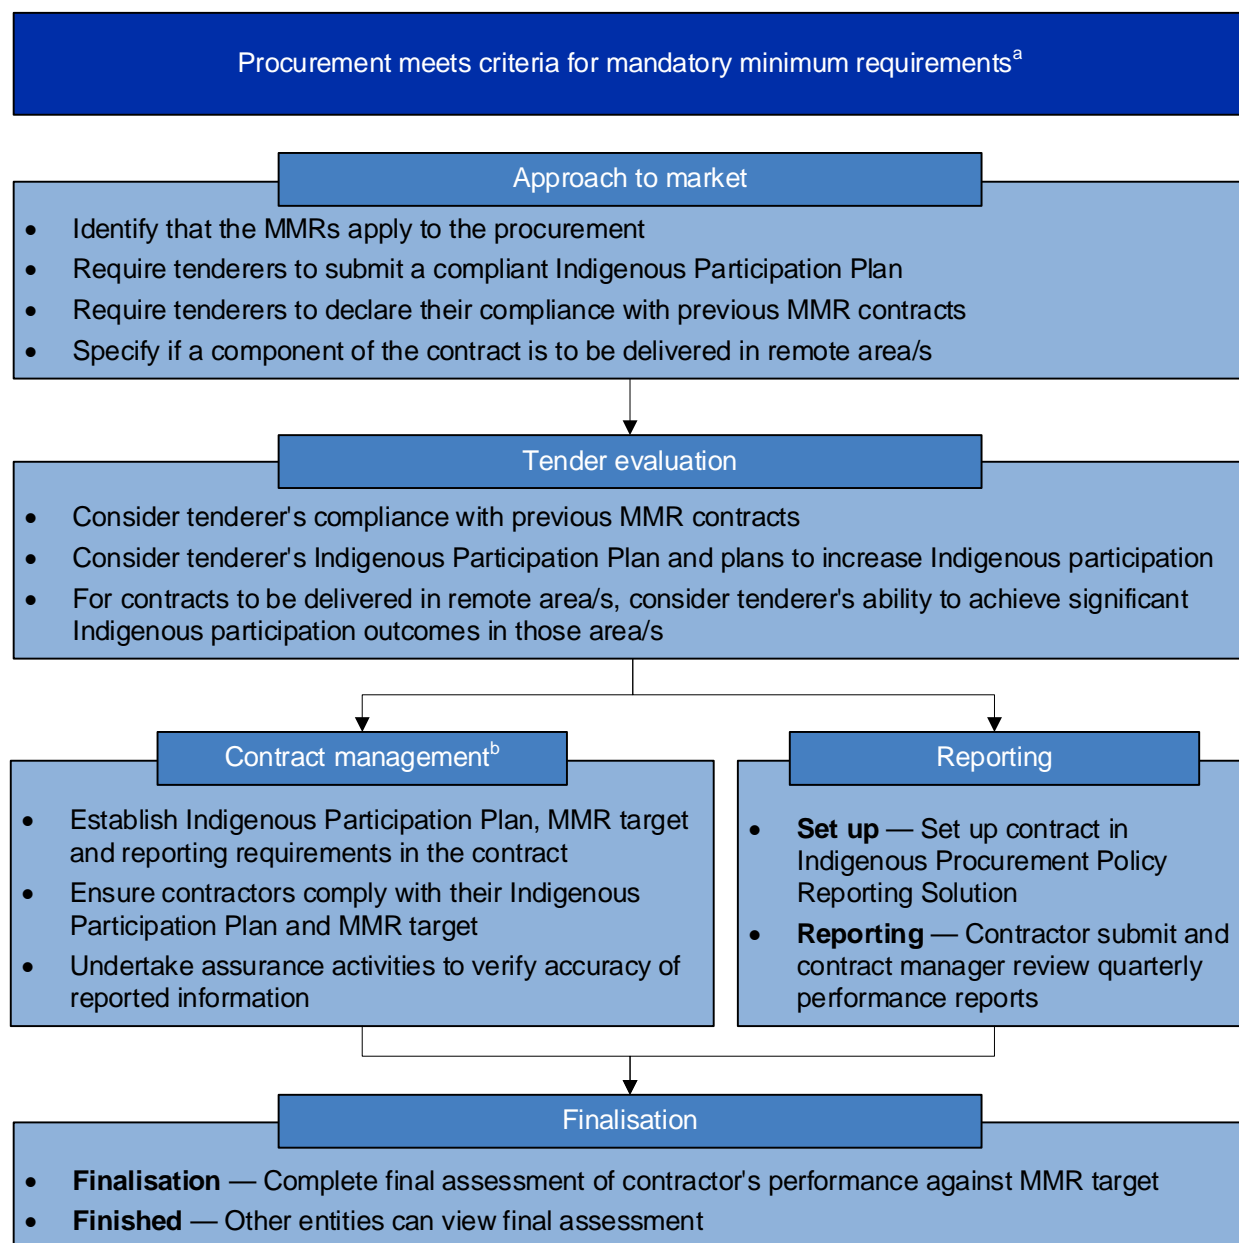 Procurement meets criteria for mandatory minimum requirementsᵃ
Approach to market
• Identify that the MMRs apply to the procurement
• Require tenderers to submit a compliant Indigenous Participation Plan
• Require tenderers to declare their compliance with previous MMR contracts
• Specify if a component of the contract is to be delivered in remote area/s
Tender evaluation
• Consider tenderer's compliance with previous MMR contracts
• Consider tenderer's Indigenous Participation Plan and plans to increase Indigenous participation
• For contracts to be delivered in remote area/s, consider tenderer's ability to achieve significant
Indigenous participation outcomes in those area/s
Contract managementᵇ
• Establish Indigenous Participation Plan, MMR target
and reporting requirements in the contract
• Ensure contractors comply with their Indigenous
Participation Plan and MMR target
• Undertake assurance activities to verify accuracy of
reported information
Reporting
• Set up — Set up contract in
Indigenous Procurement Policy
Reporting Solution
• Reporting — Contractor submit and
contract manager review quarterly
performance reports
Finalisation
• Finalisation — Complete final assessment of contractor's performance against MMR target
• Finished — Other entities can view final assessment